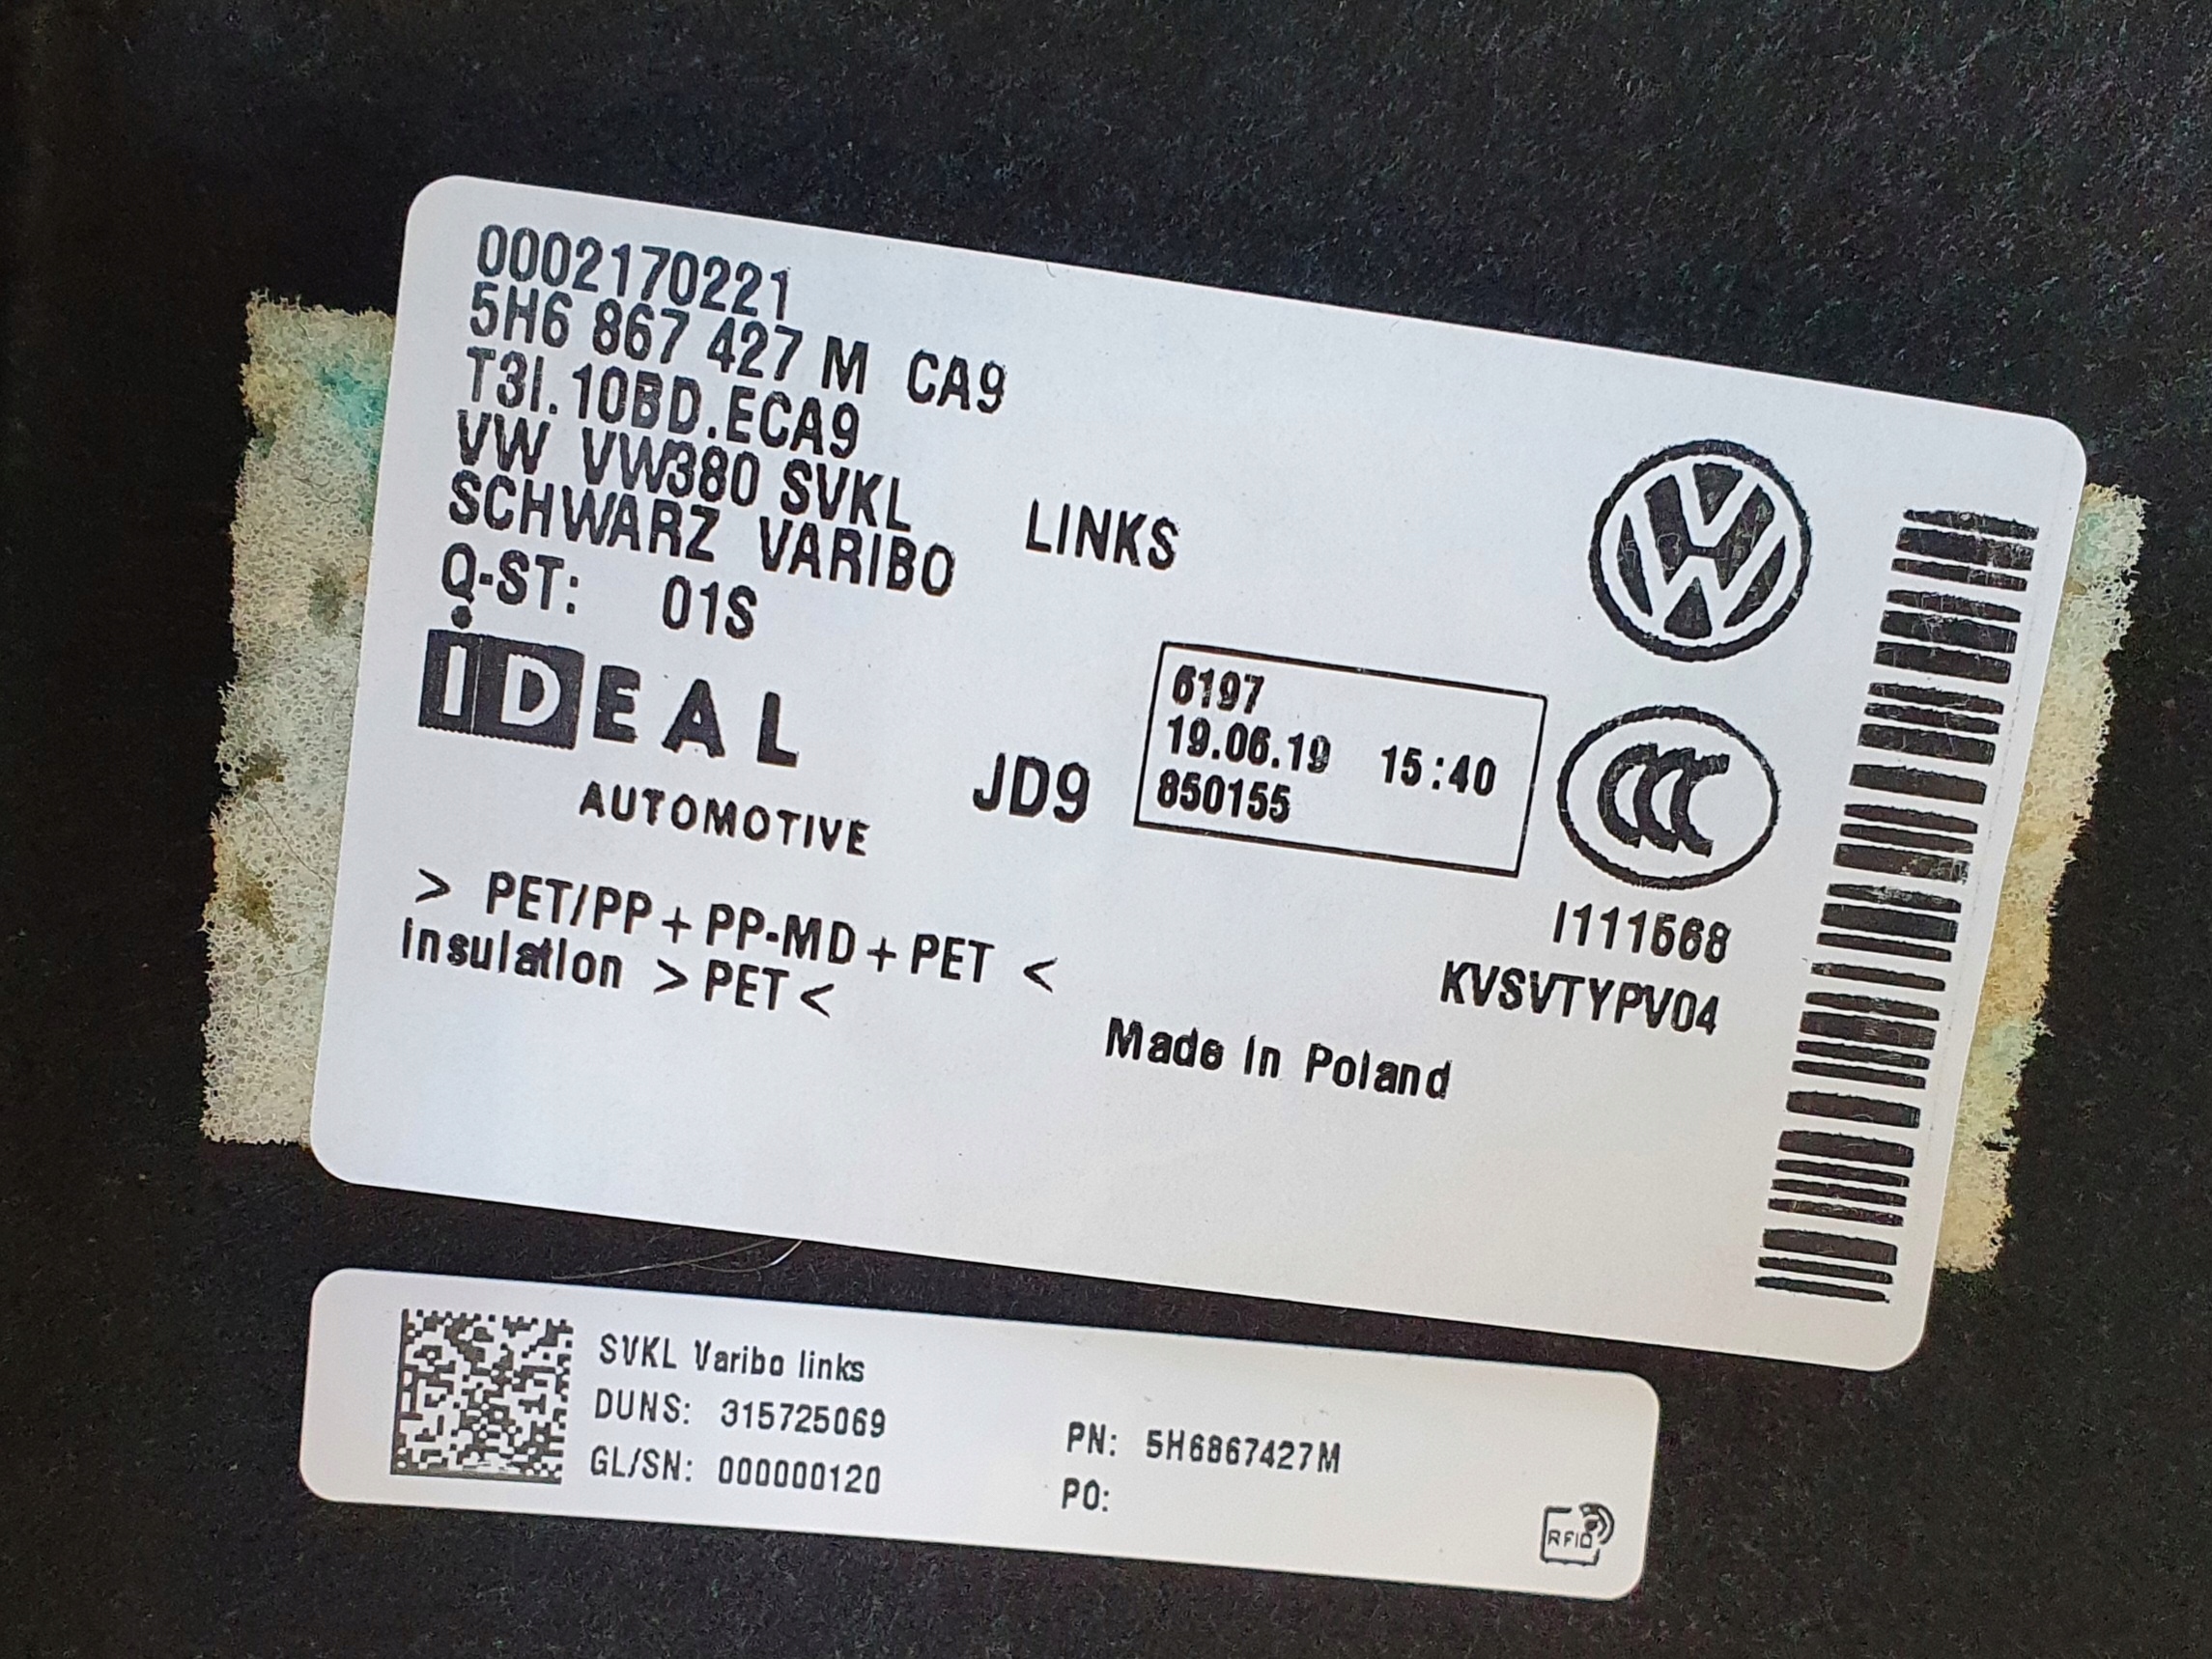 0002170221
5H6 867 427 M CA9
T3I.10BD.ECA9
VW VW380 SVKL LINKS
SCHWARZ VARIBO
Q-ST: 01S
iDEAL
AUTOMOTIVE
JD9
6197
19.06.19 15:40
850155
> PET/PP + PP-MD + PET <
insulation > PET <
I111568
KVSVTYPV04
Made in Poland
SVKL Varibo links
DUNS: 315725069
GL/SN: 000000120
PN: 5H6867427M
PO:
RFID
VW
CCC